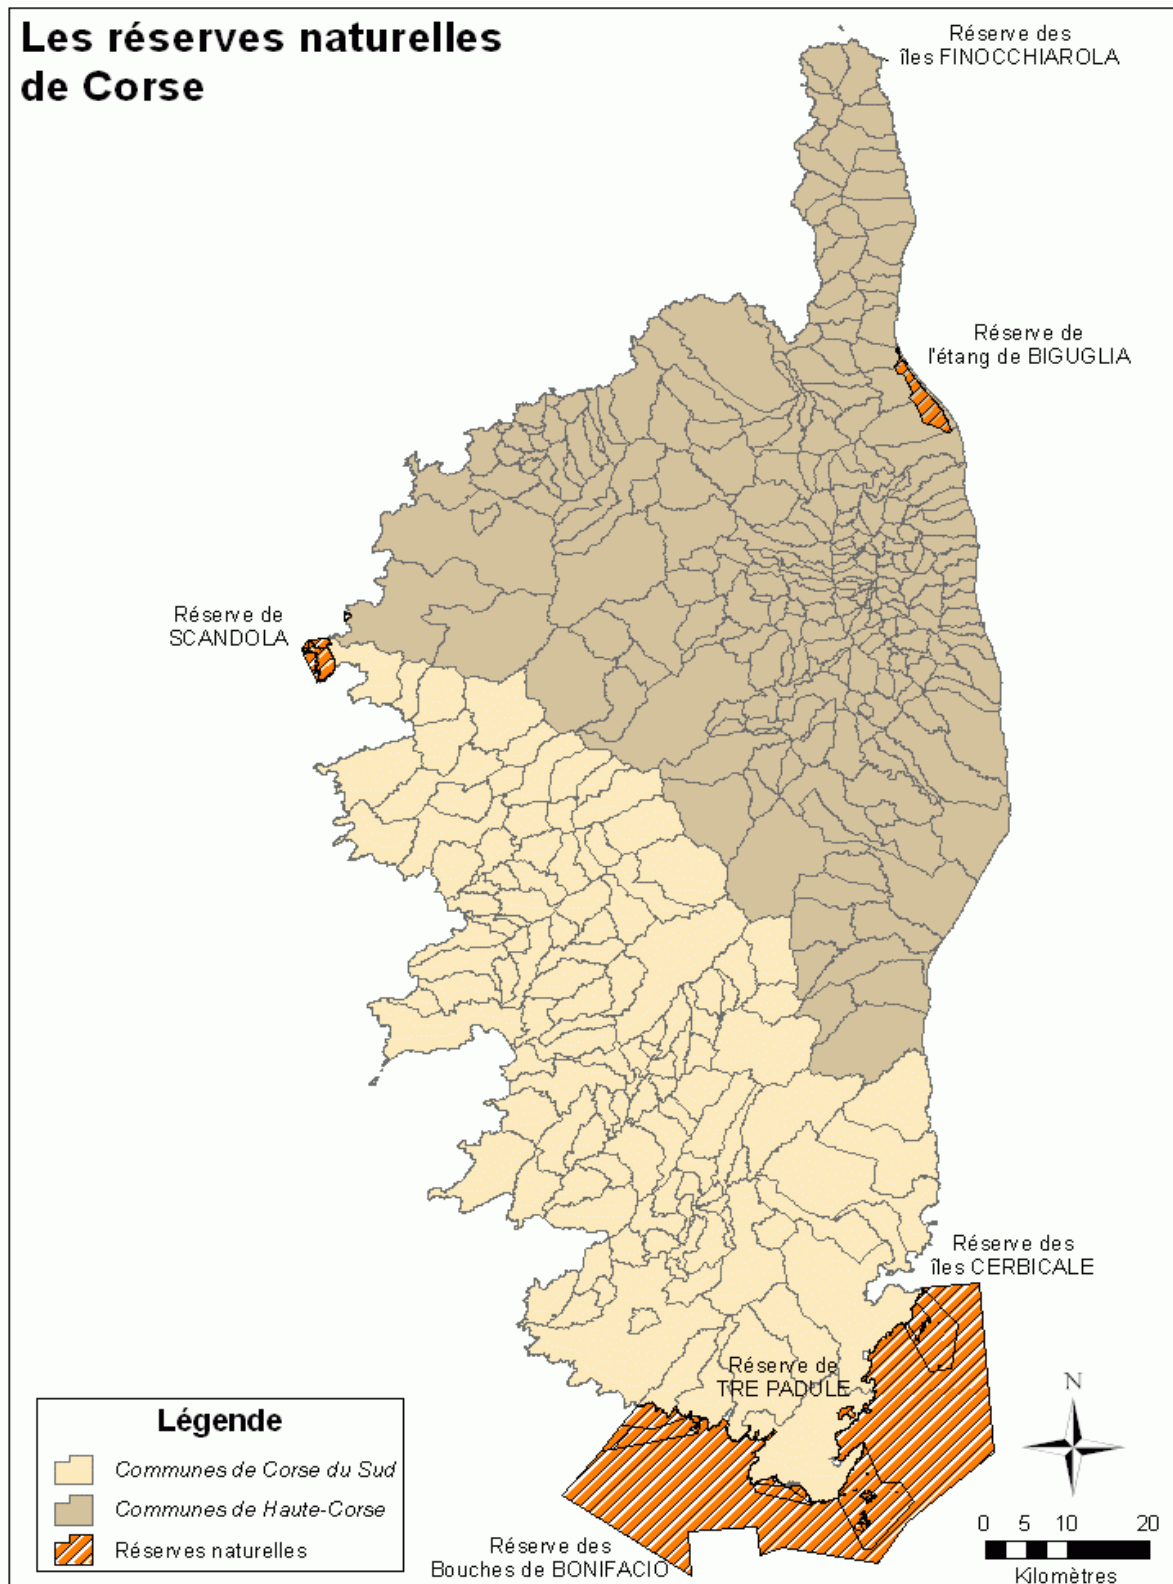 Les réserves naturelles
de Corse
Réserve des
îles FINOCCHIAROLA
Réserve de
l'étang de BIGUGLIA
Réserve de
SCANDOLA
Réserve des
îles CERBICALE
Réserve de
TRE PADULE
Réserve des
Bouches de BONIFACIO
Légende
Communes de Corse du Sud
Communes de Haute-Corse
Réserves naturelles
N
0 5 10 20
Kilomètres